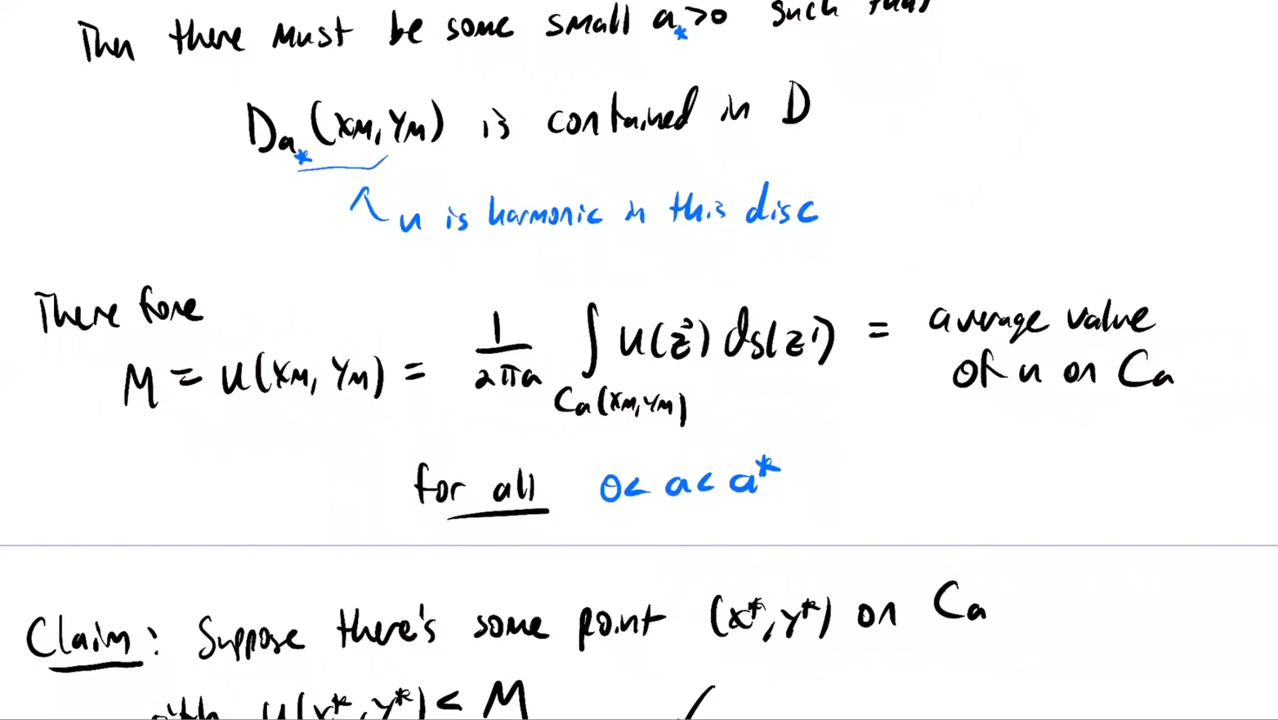 Then there must be some small a* > 0 such that
Da* (xM, yM) is contained in D
u is harmonic in this disc
Therefore
M = u(xM, yM) = 1/2πa ∫Ca(xM,yM) u(z') ds(z') = average value of u on Ca
for all 0 < a < a*
Claim: Suppose there's some point (x*, y*) on Ca
with u(x*, y*) < M